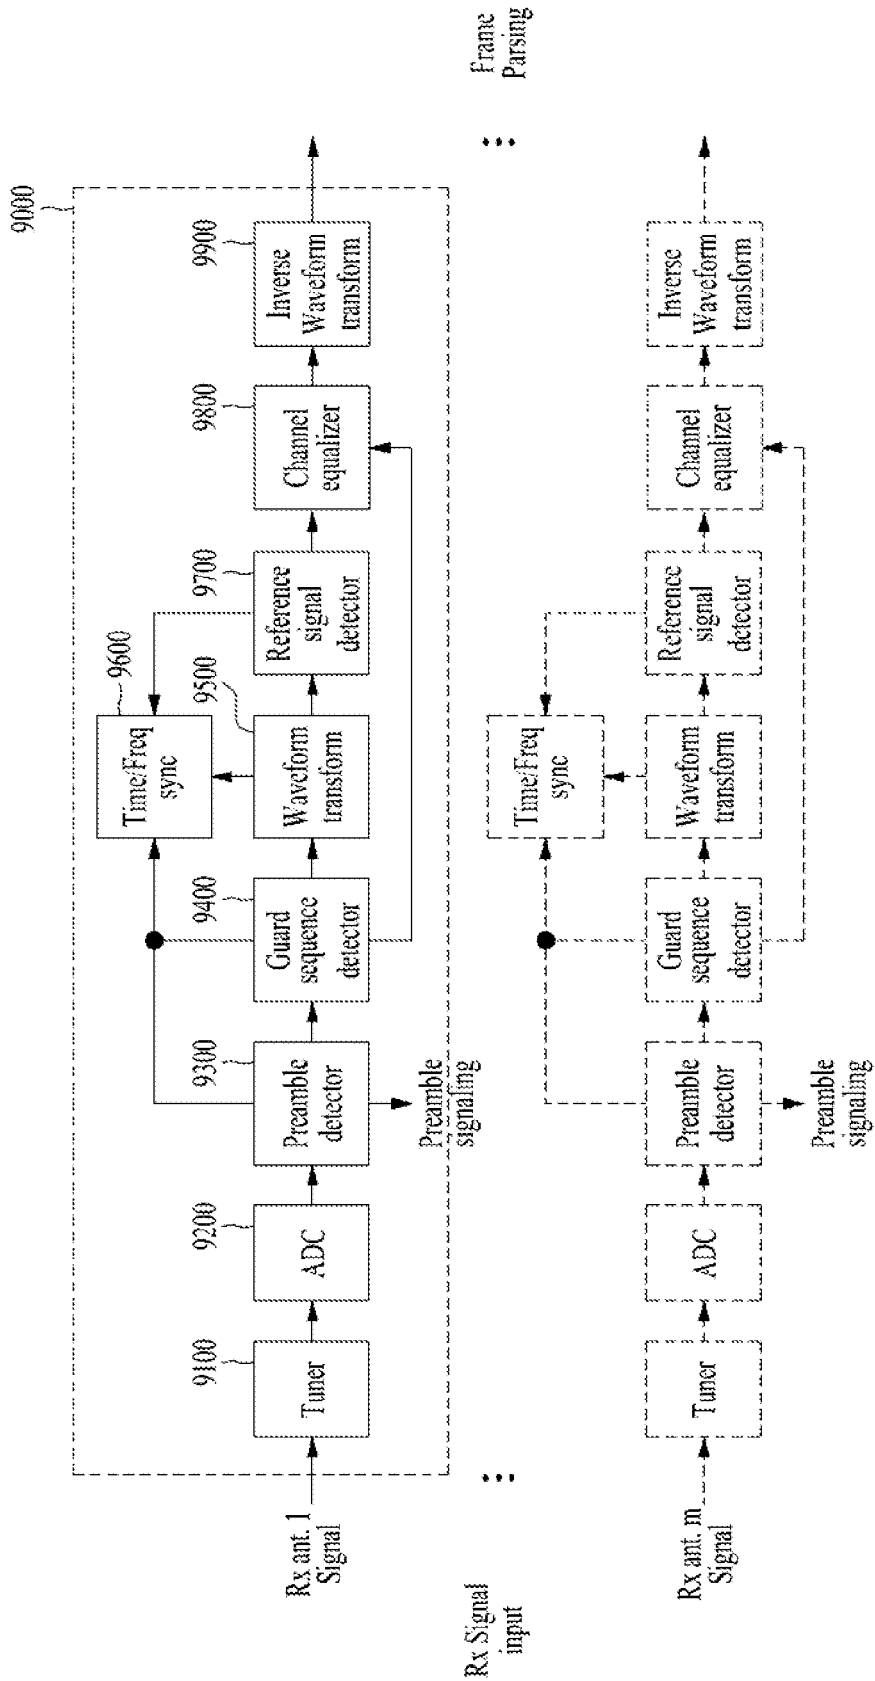 9000
9100
9200
9300
9400
9500
9600
9700
9800
9900
Rx ant. 1
Signal
Tuner
ADC
Preamble
detector
Preamble
signaling
Guard
sequence
detector
Time/Freq
sync
Waveform
transform
Reference
signal
detector
Channel
equalizer
Inverse
Waveform
transform
Rx Signal
input
Frame
Parsing
Rx ant. m
Signal
Tuner
ADC
Preamble
detector
Preamble
signaling
Guard
sequence
detector
Time/Freq
sync
Waveform
transform
Reference
signal
detector
Channel
equalizer
Inverse
Waveform
transform